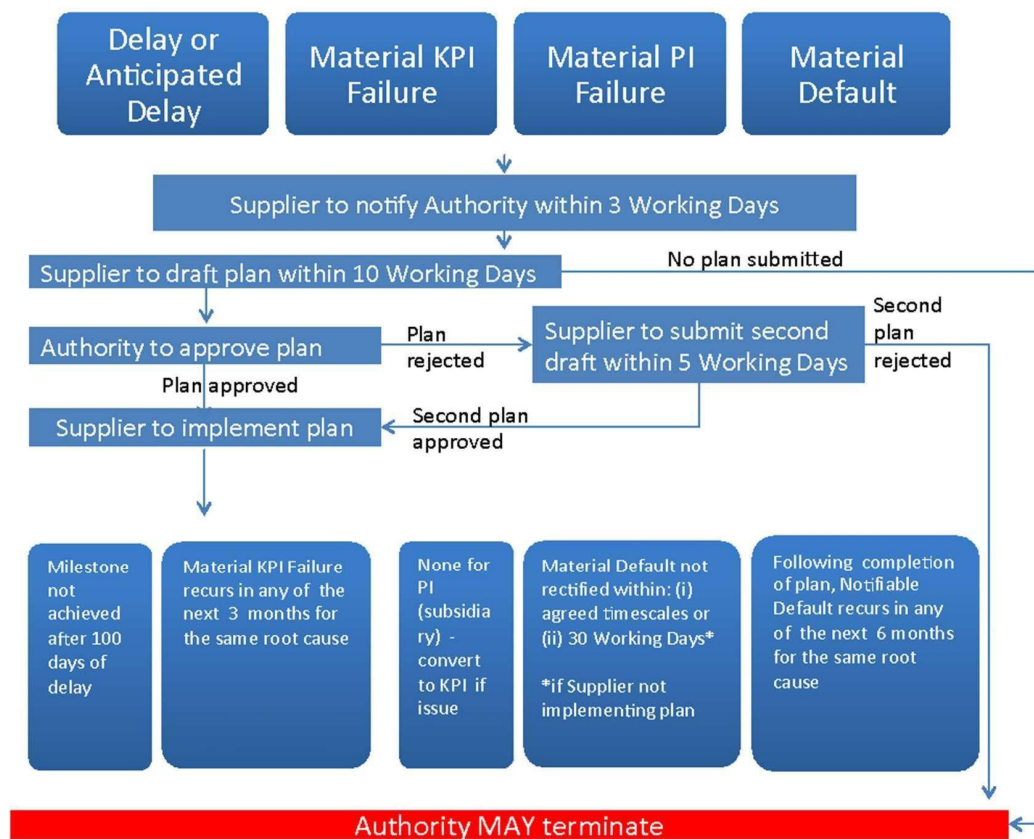 Delay or
Anticipated
Delay
Material KPI
Failure
Material PI
Failure
Material
Default
Supplier to notify Authority within 3 Working Days
Supplier to draft plan within 10 Working Days
No plan submitted
Authority to approve plan
Plan
rejected
Supplier to submit second
draft within 5 Working Days
Second
plan
rejected
Plan approved
Supplier to implement plan
Second plan
approved
Milestone
not
achieved
after 100
days of
delay
Material KPI Failure
recurs in any of the
next 3 months for
the same root cause
None for
PI
(subsidia
ry) -
convert
to KPI if
issue
Material Default not
rectified within: (i)
agreed timescales or
(ii) 30 Working Days*
*if Supplier not
implementing plan
Following completion
of plan, Notifiable
Default recurs in any
of the next 6 months
for the same root
cause
Authority MAY terminate